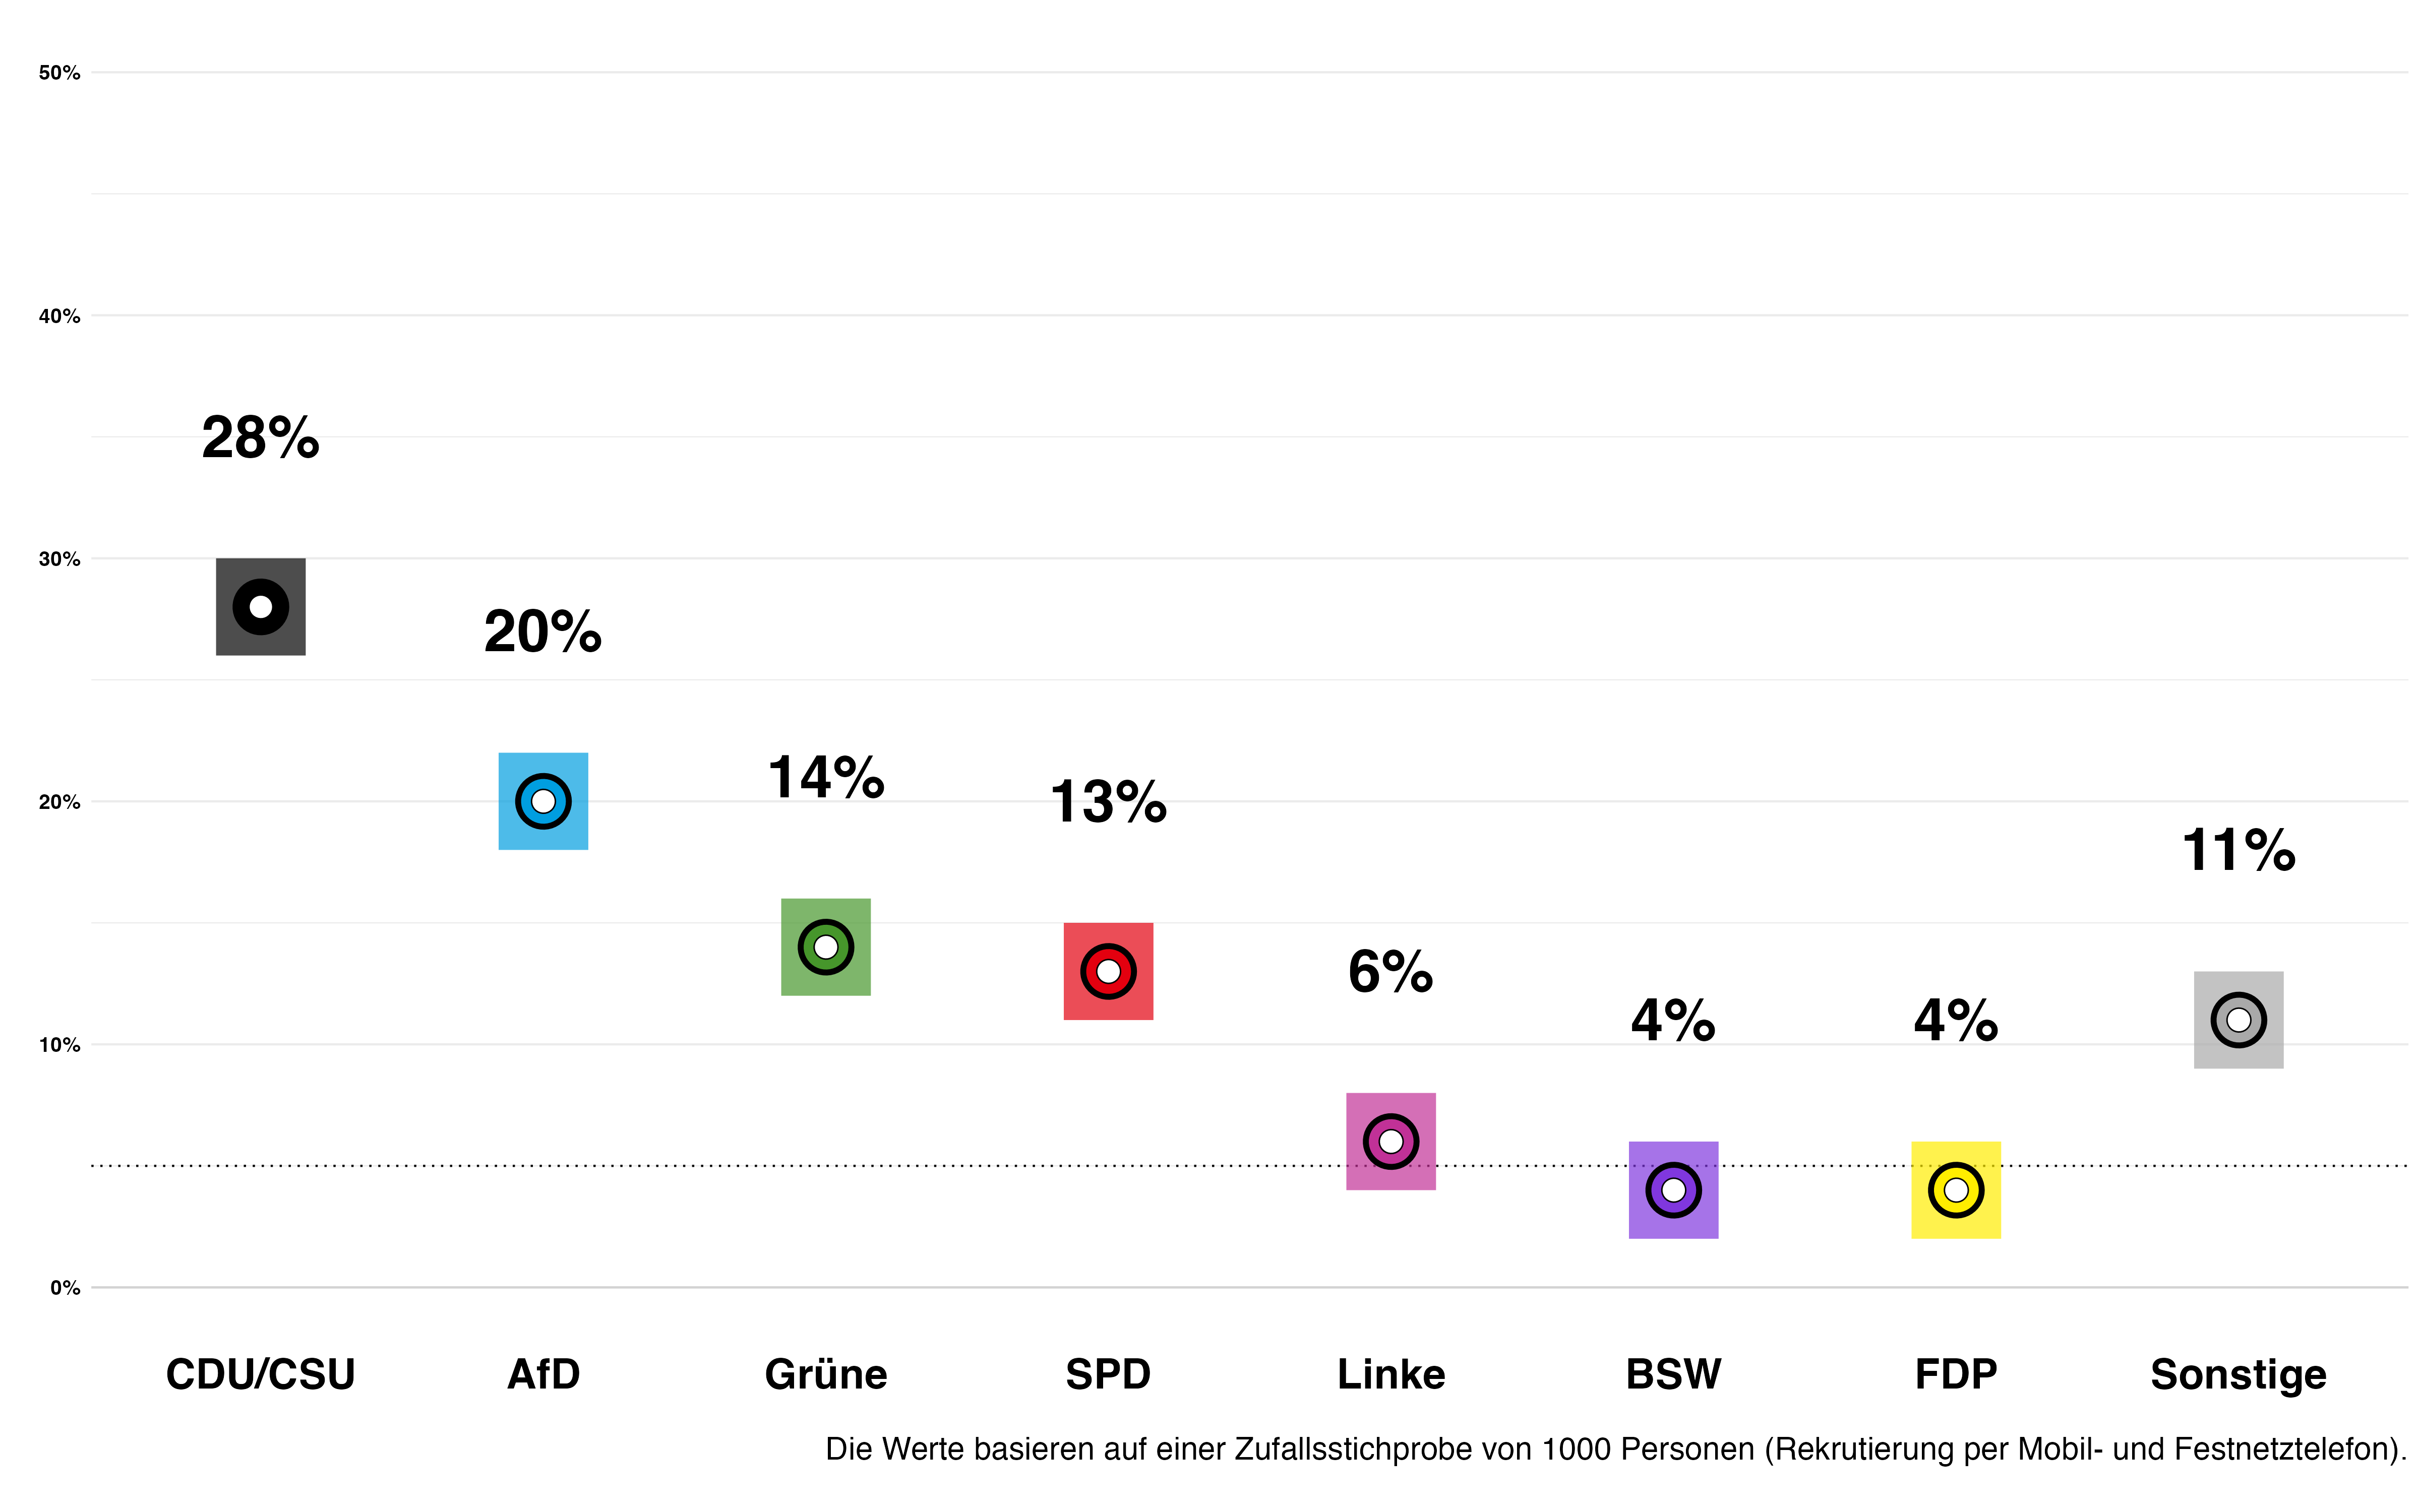 50%
40%
30%
20%
10%
0%
28%
20%
14%
13%
6%
4%
4%
11%
CDU/CSU
AfD
Grüne
SPD
Linke
BSW
FDP
Sonstige
Die Werte basieren auf einer Zufallsstichprobe von 1000 Personen (Rekrutierung per Mobil- und Festnetztelefon).